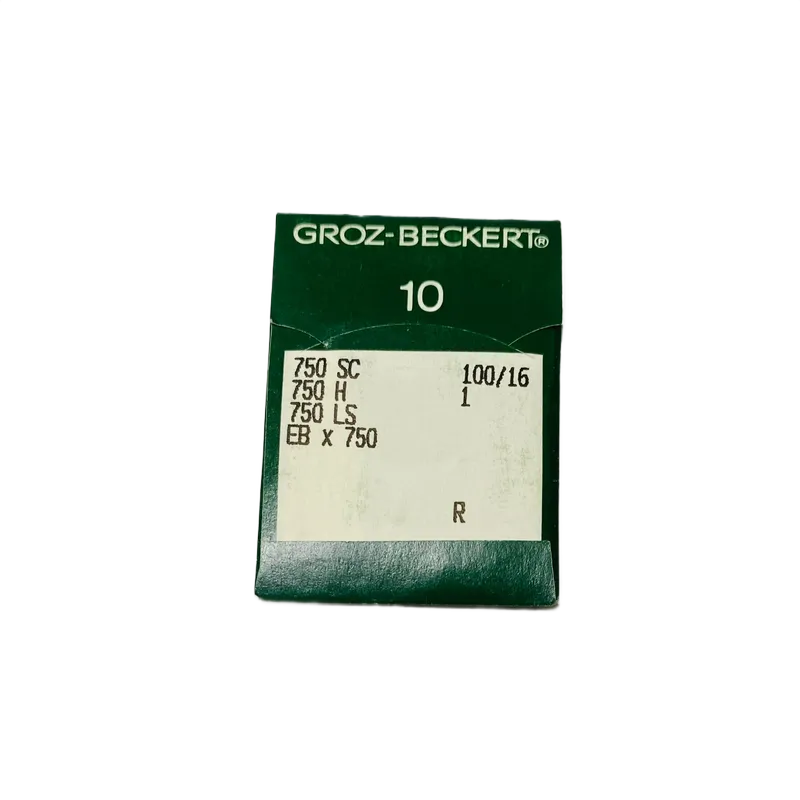 GROZ-BECKERT®
10
750 SC 100/16
750 H 1
750 LS
EB x 750
R